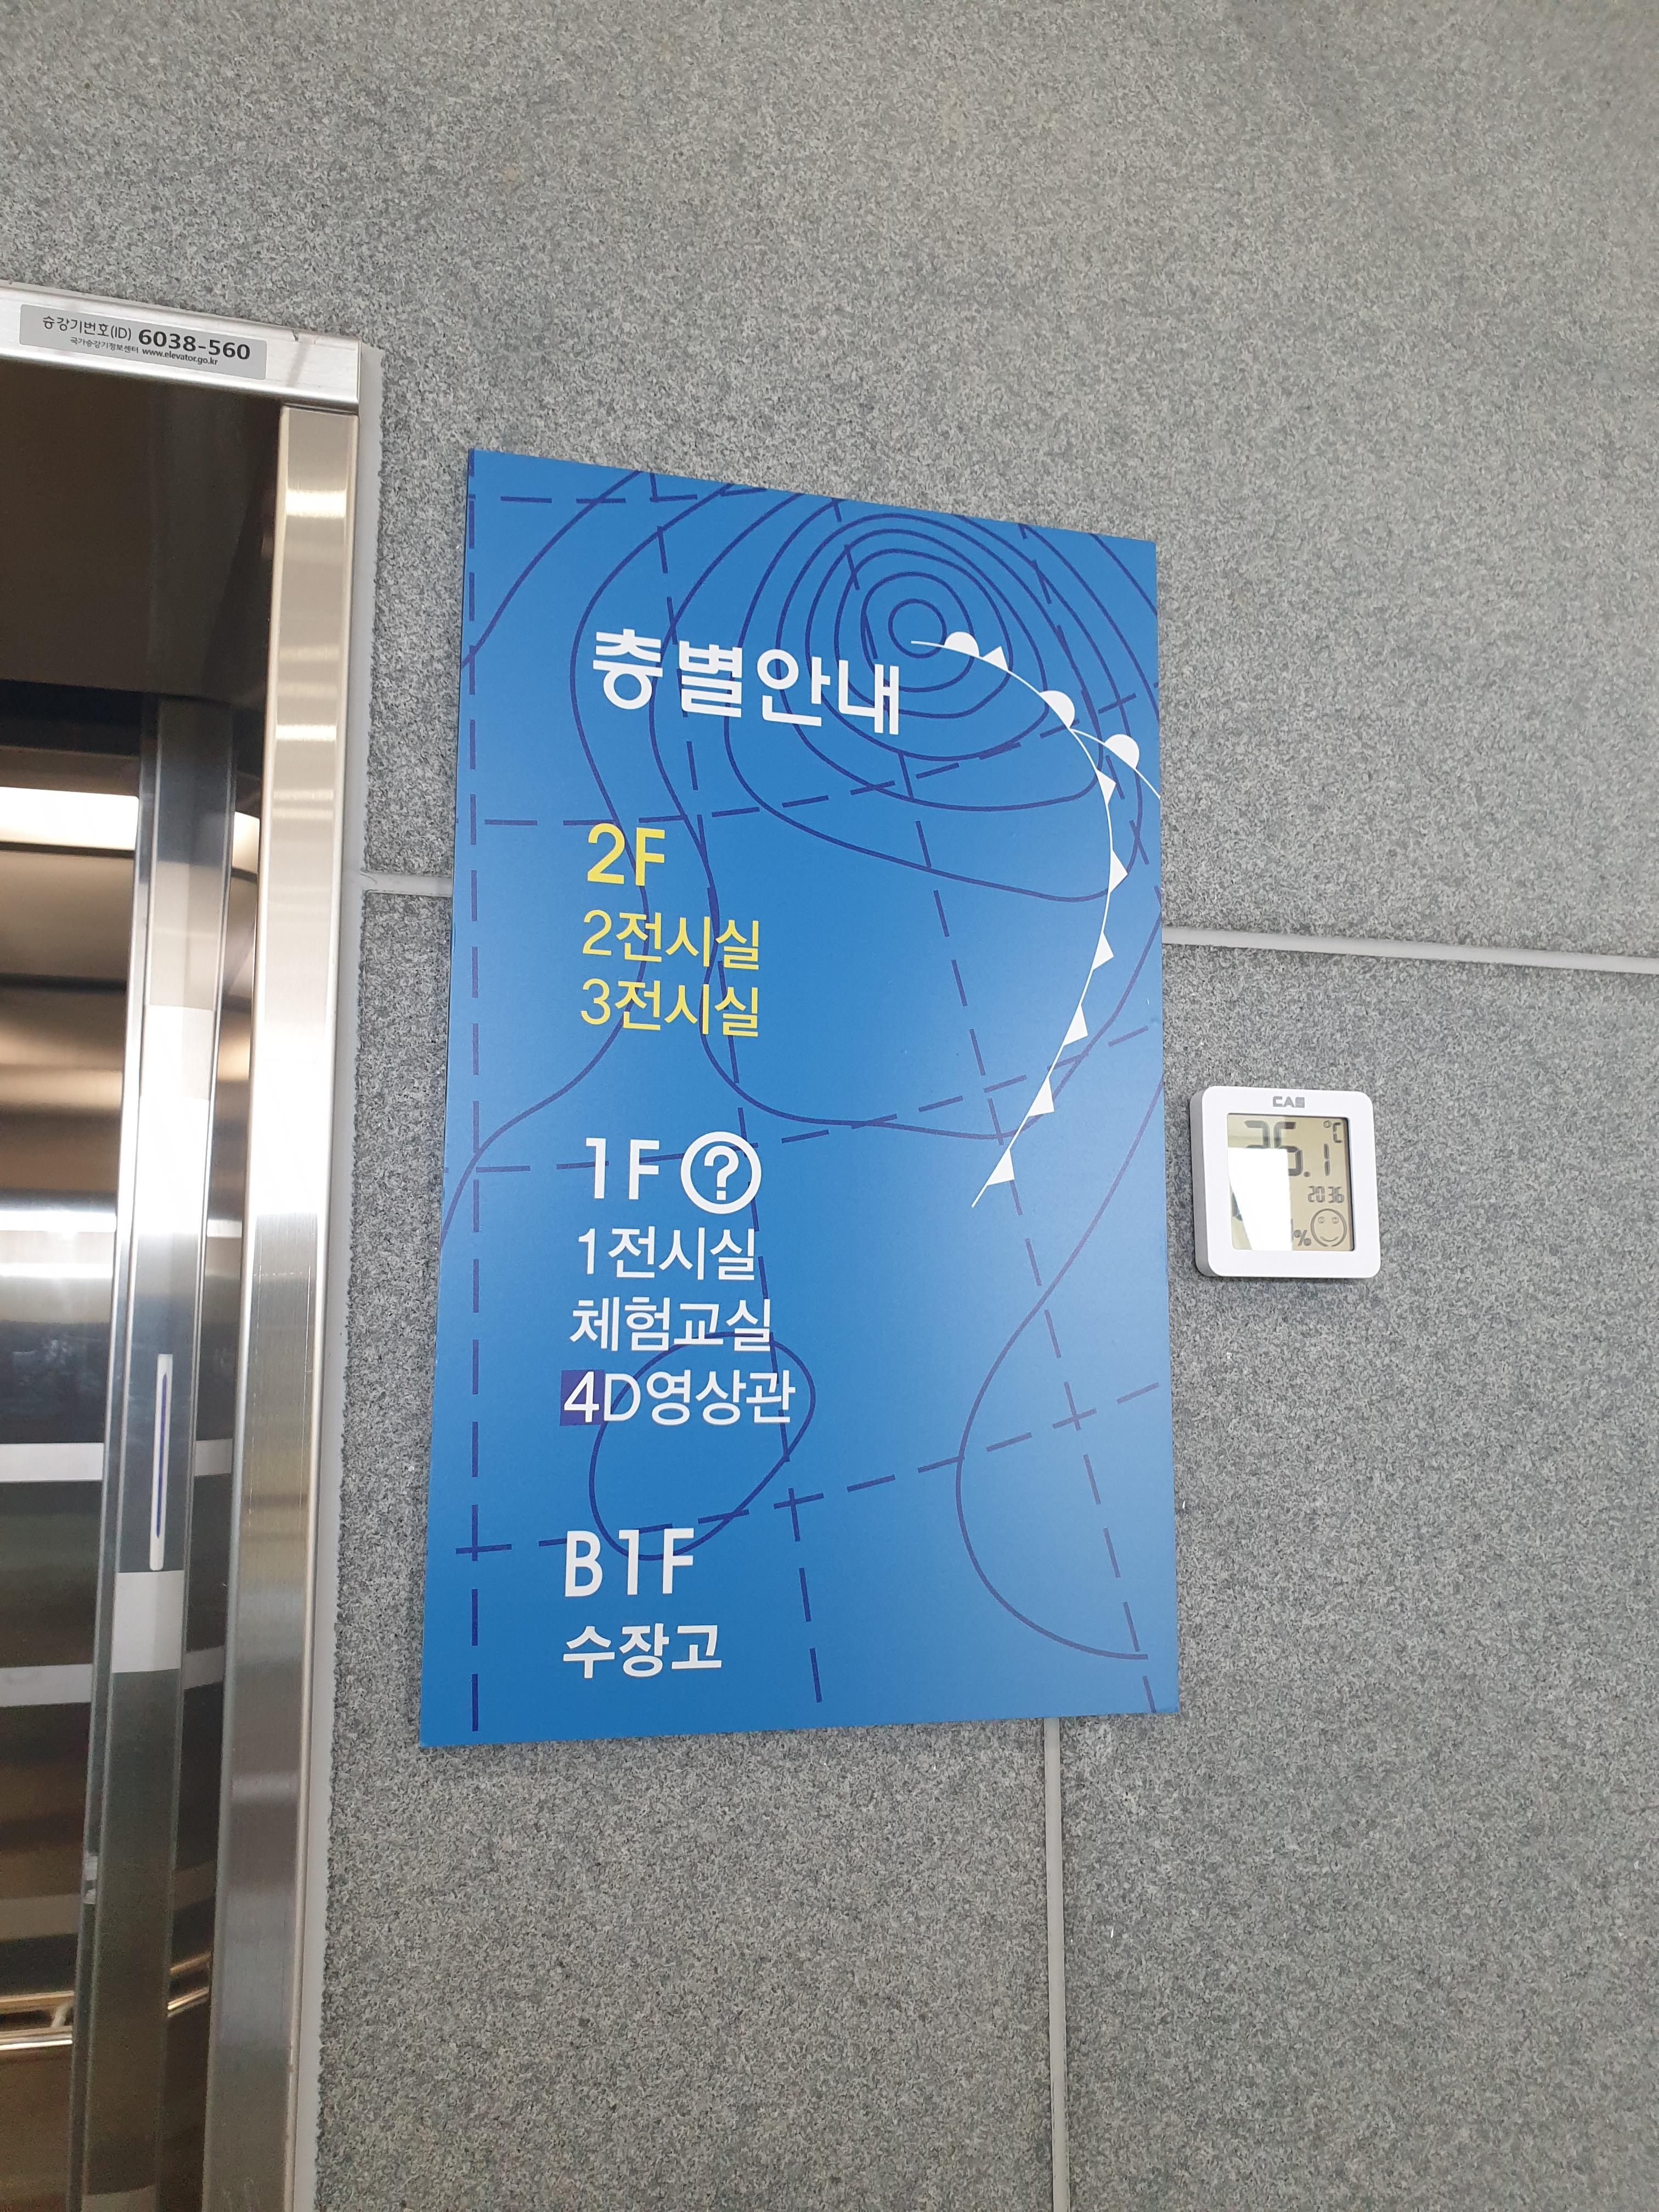 승강기번호(ID) 6038-560
국가승강기정보센터 www.elevator.go.kr
층별안내
2F
2전시실
3전시실
1F ?
1전시실
체험교실
4D영상관
B1F
수장고
CAS
°C
20:36
%